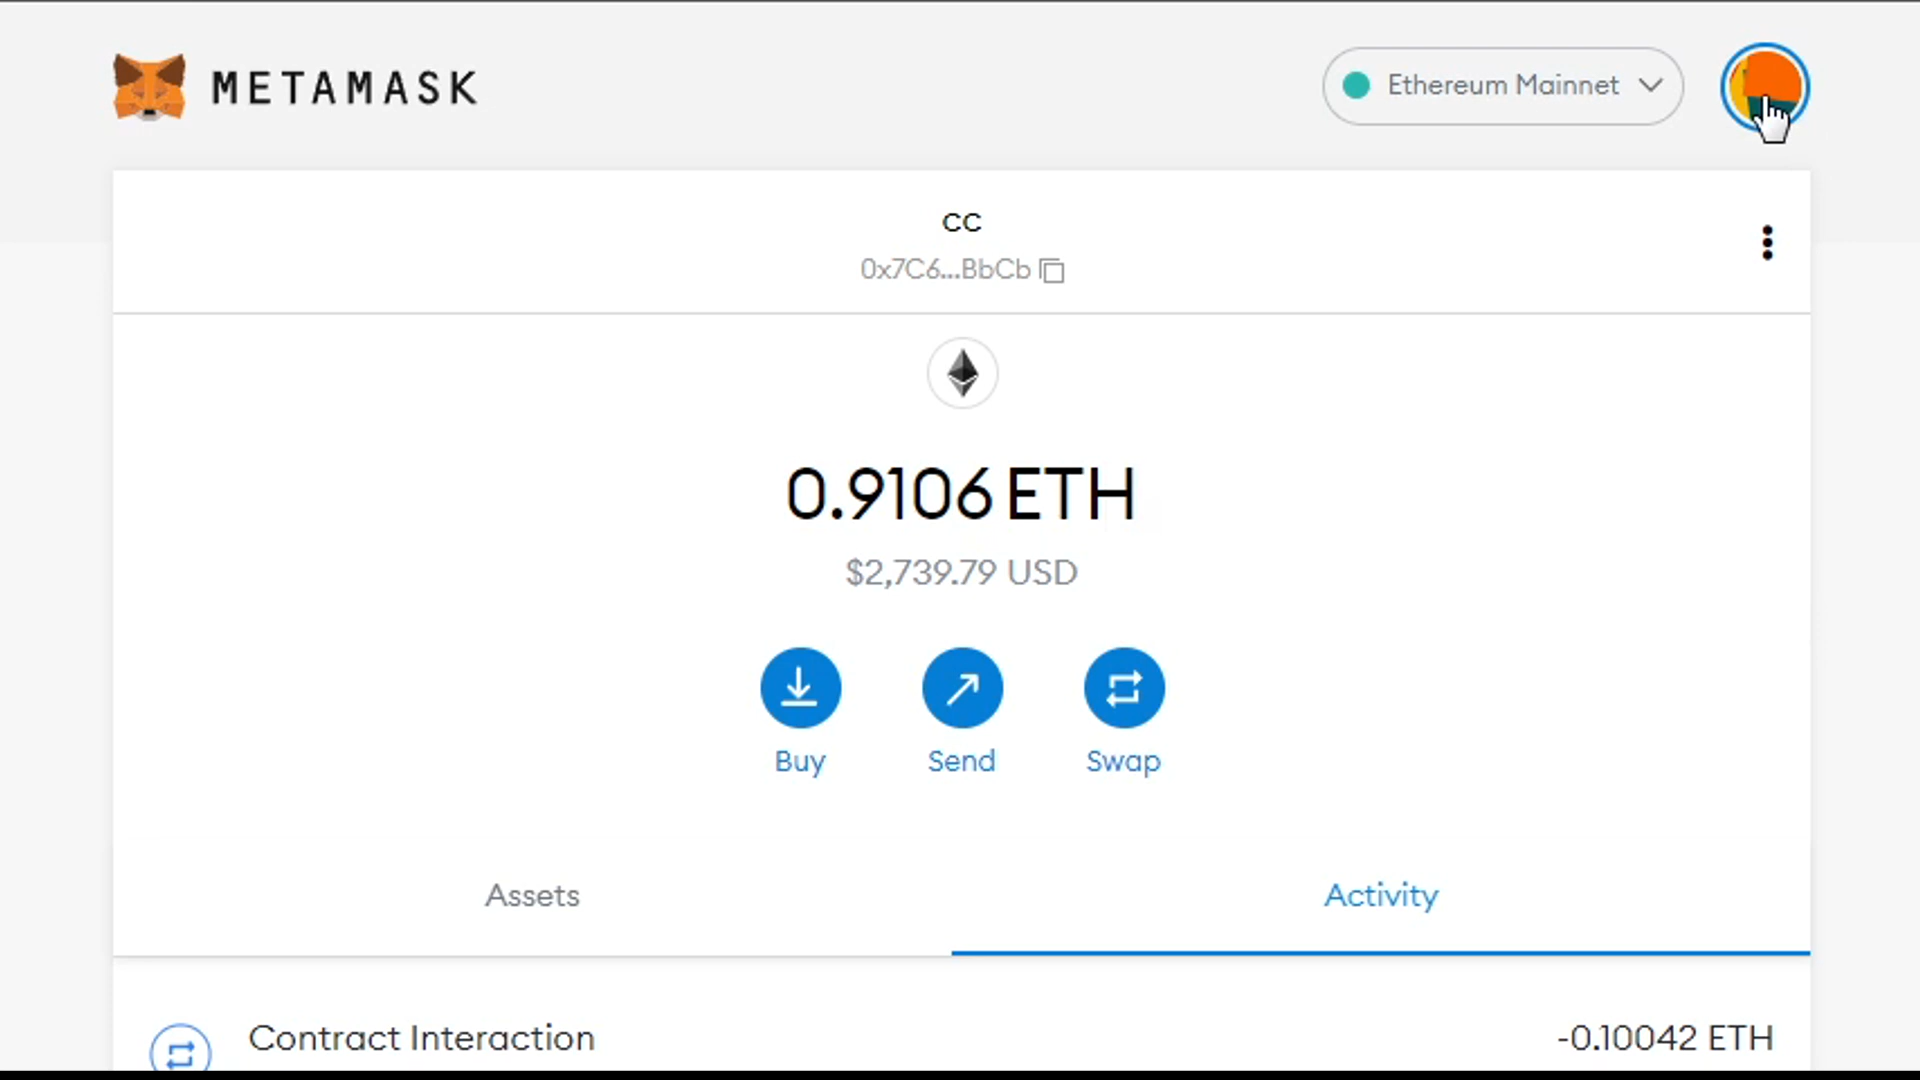 METAMASK
Ethereum Mainnet
CC
0x7C6...BbCb
0.9106 ETH
$2,739.79 USD
Buy Send Swap
Assets Activity
Contract Interaction -0.10042 ETH